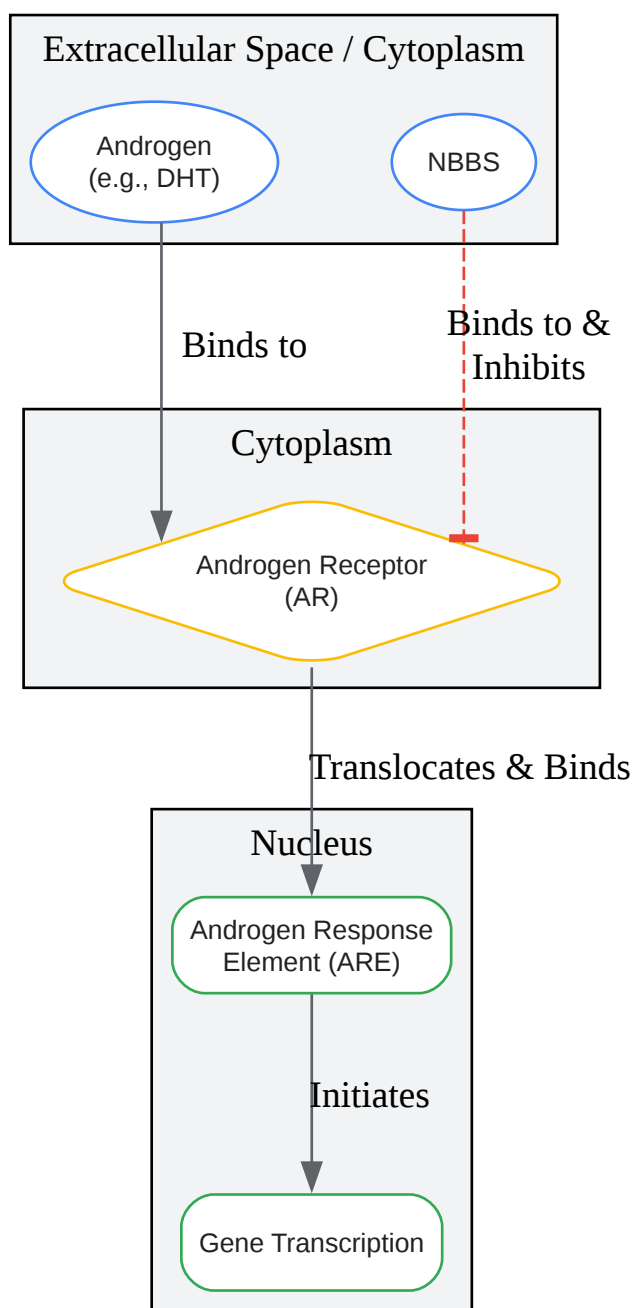 Extracellular Space / Cytoplasm
Androgen
(e.g., DHT)
NBBS
Binds to
Binds to &
Inhibits
Cytoplasm
Androgen Receptor
(AR)
Translocates & Binds
Nucleus
Androgen Response
Element (ARE)
Initiates
Gene Transcription